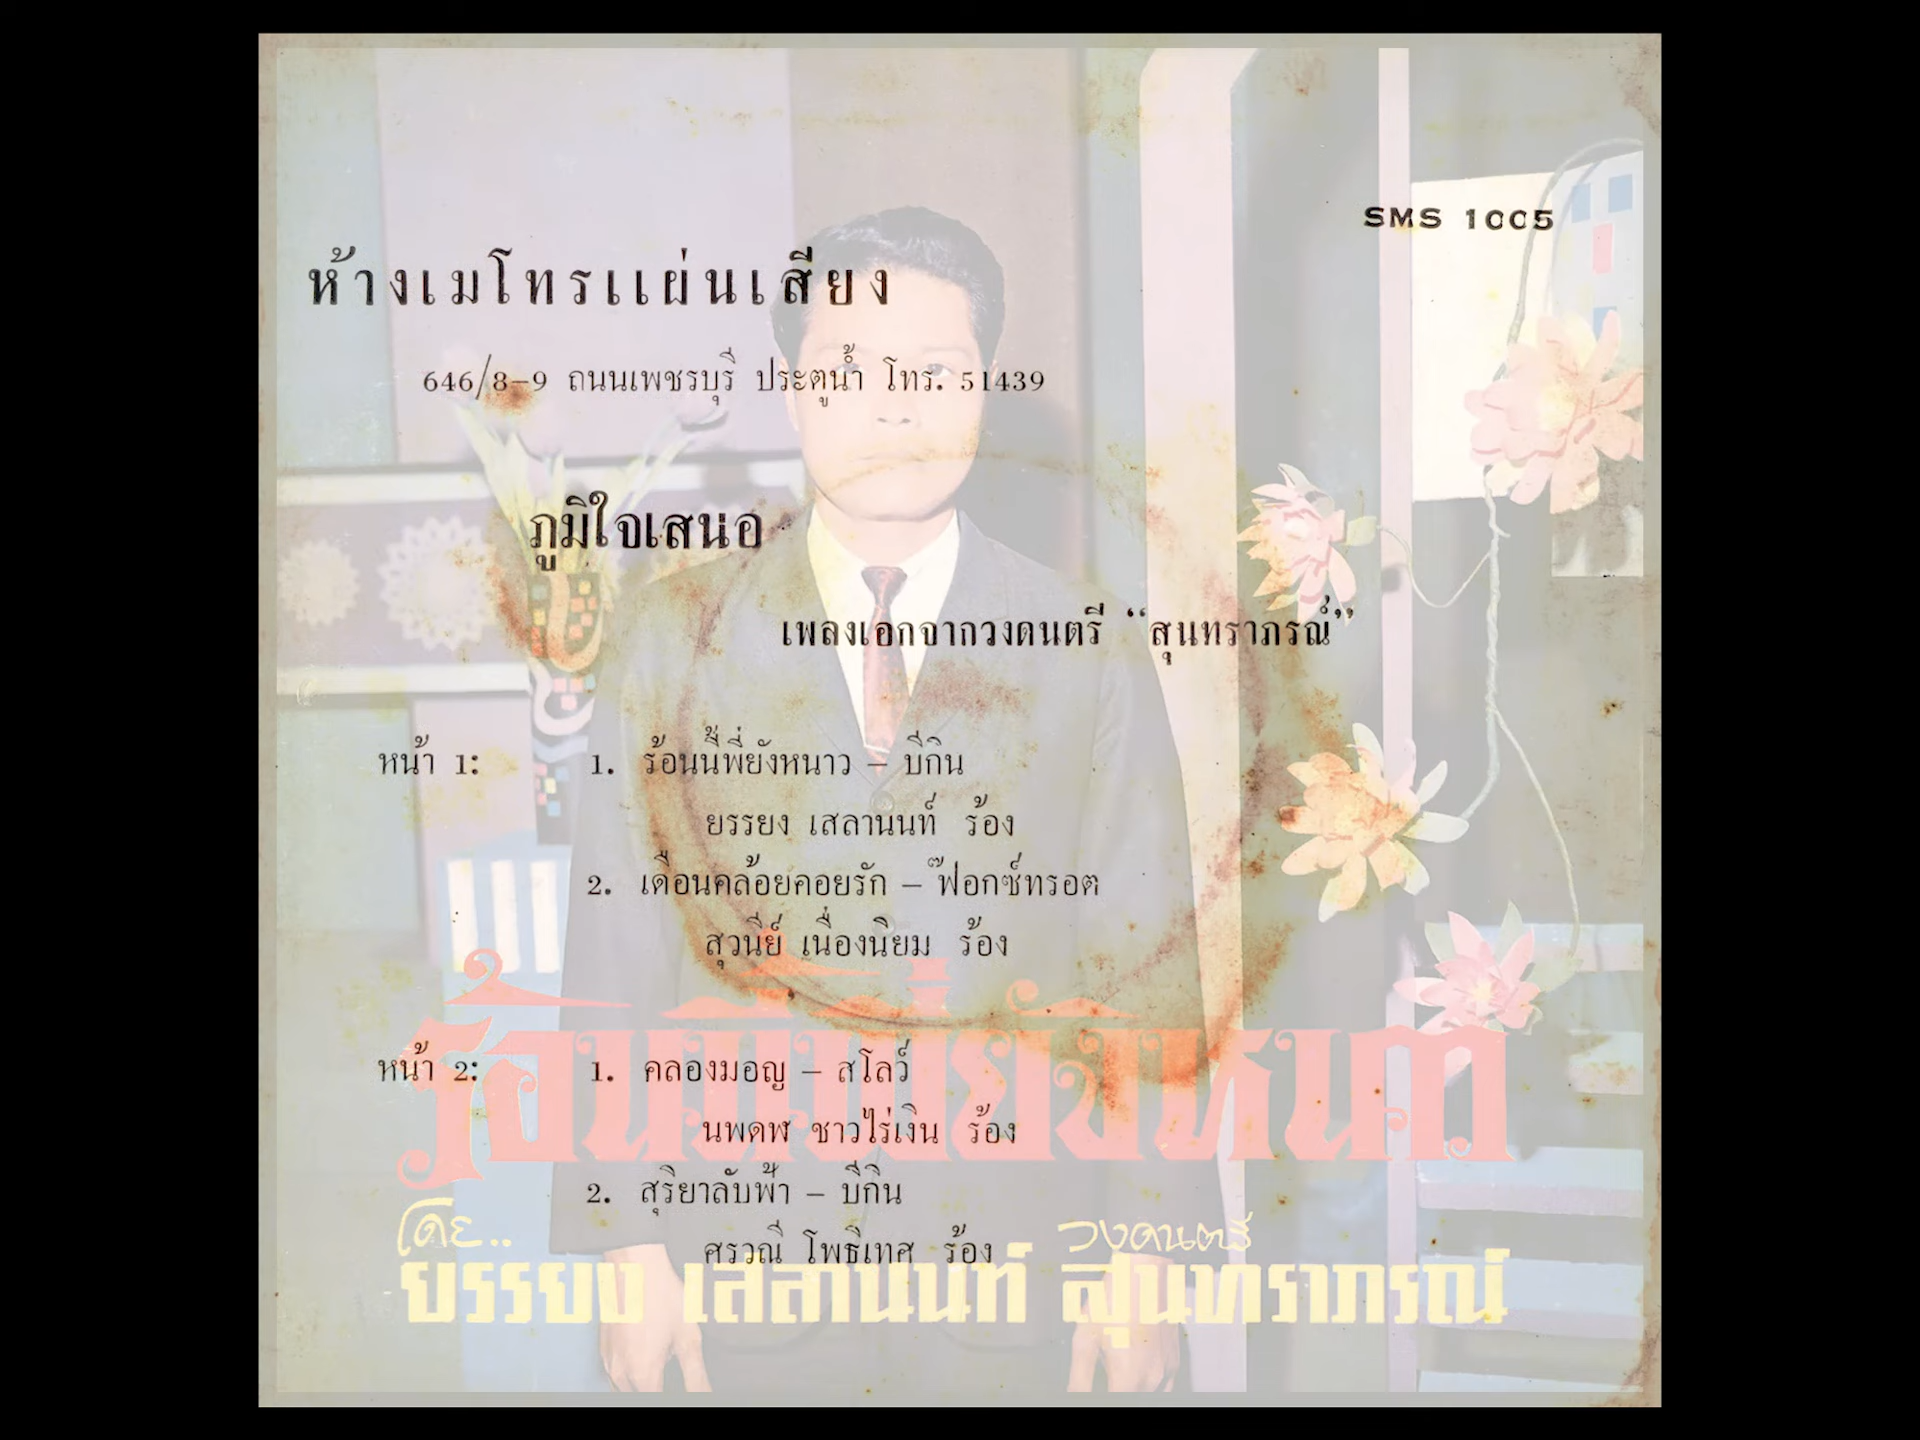 SMS 1005
ห้างเมโทรแผ่นเสียง
646/8-9 ถนนเพชรบุรี ประตูน้ำ โทร. 51439
ภูมิใจเสนอ
เพลงเอกจากวงดนตรี “สุนทราภรณ์”
หน้า 1: 1. ร้อนนี้พี่ยังหนาว – บีกิน
ยรรยง เสลานนท์ ร้อง
2. เดือนคล้อยคอยรัก – ฟ๊อกซ์ทรอต
สุวนีย์ เนื่องนิยม ร้อง
ร้อนนี้พี่ยังหนาว
หน้า 2: 1. คลองมอญ – สโลว์
นพดฬ ชาวไร่เงิน ร้อง
2. สุริยาลับฟ้า – บีกิน
ศรวณี โพธิเทศ ร้อง
โดย.. วงดนตรี
ยรรยง เสลานนท์ สุนทราภรณ์